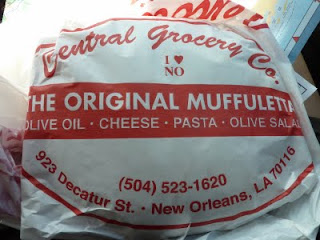 Central Grocery Co.
I ♥
NO
THE ORIGINAL MUFFULETTA
OLIVE OIL · CHEESE · PASTA · OLIVE SALAD
(504) 523-1620
923 Decatur St. · New Orleans, LA 70116